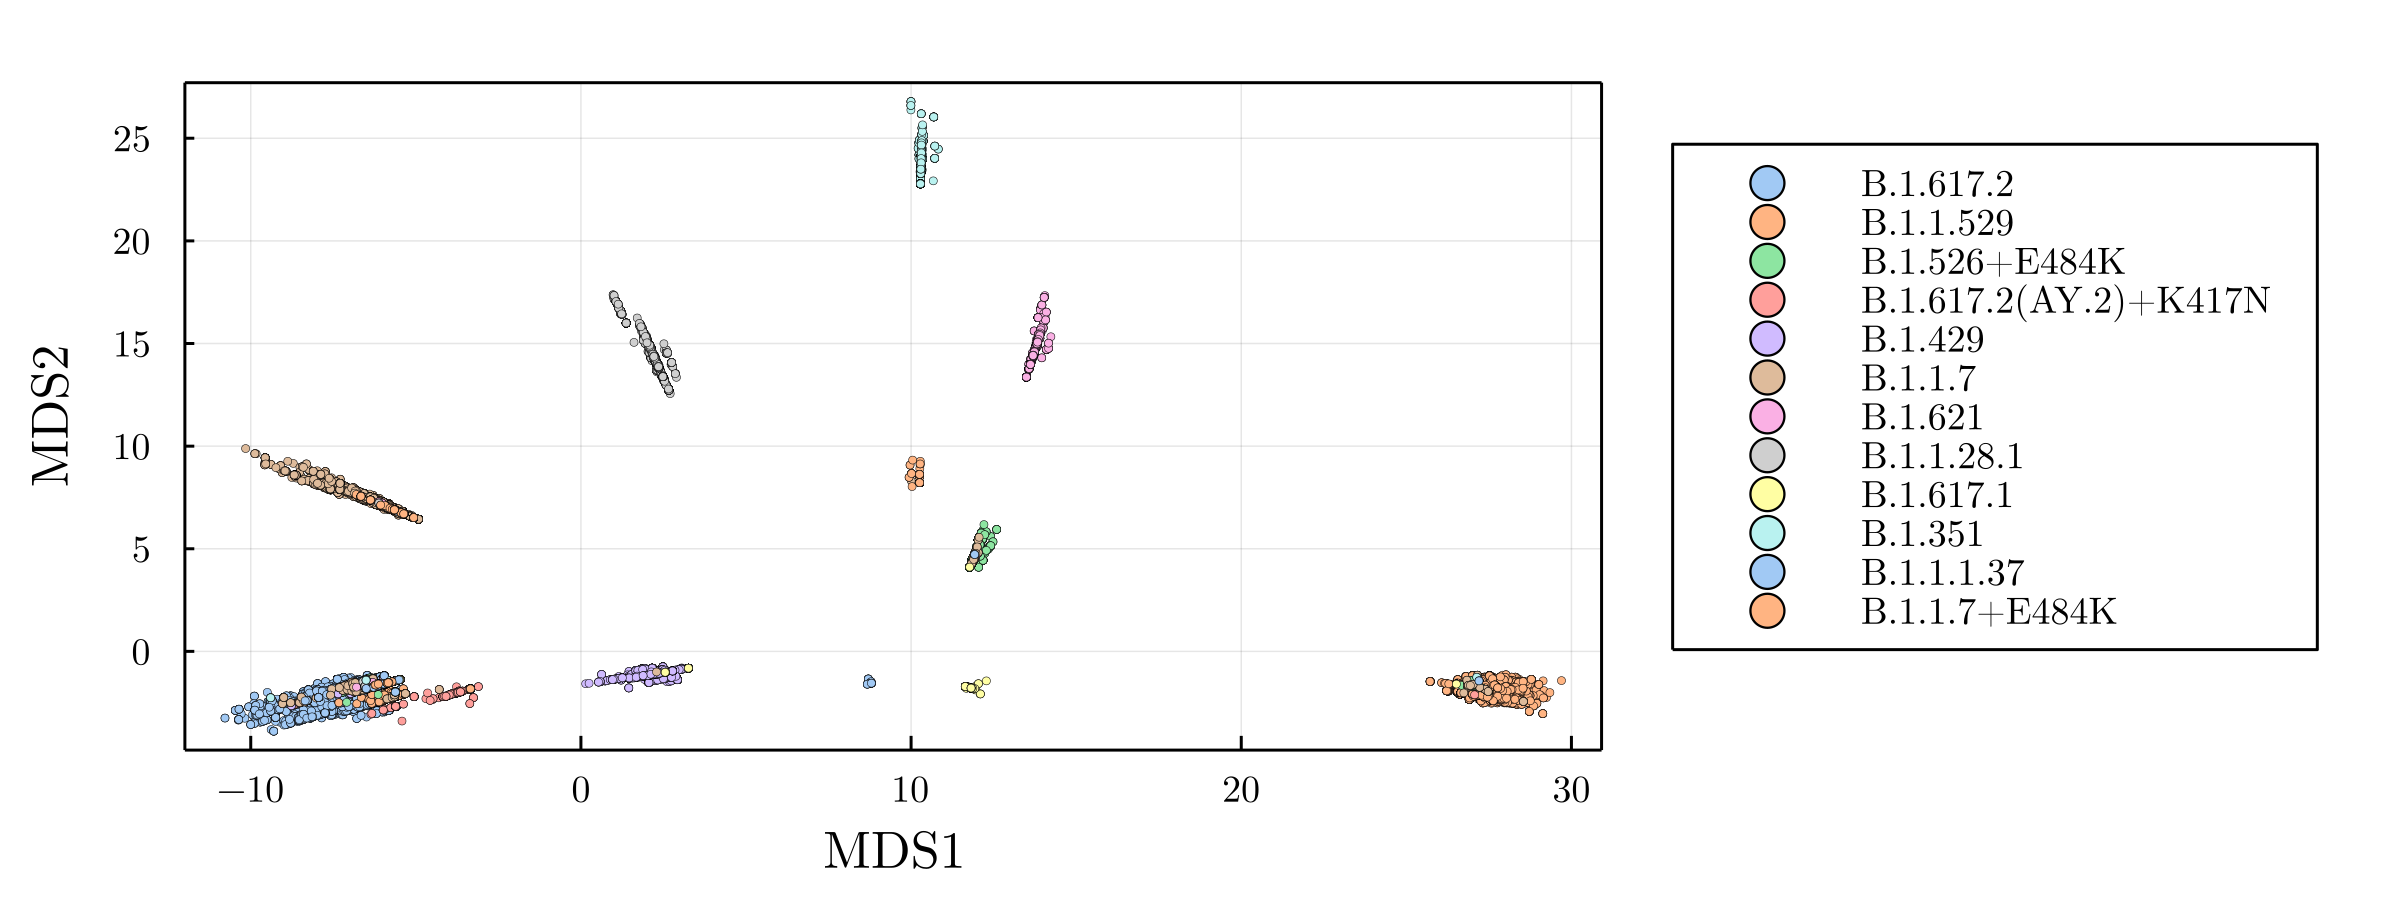 25
20
15
10
5
0
MDS2
−10 0 10 20 30
MDS1
B.1.617.2
B.1.1.529
B.1.526+E484K
B.1.617.2(AY.2)+K417N
B.1.429
B.1.1.7
B.1.621
B.1.1.28.1
B.1.617.1
B.1.351
B.1.1.1.37
B.1.1.7+E484K